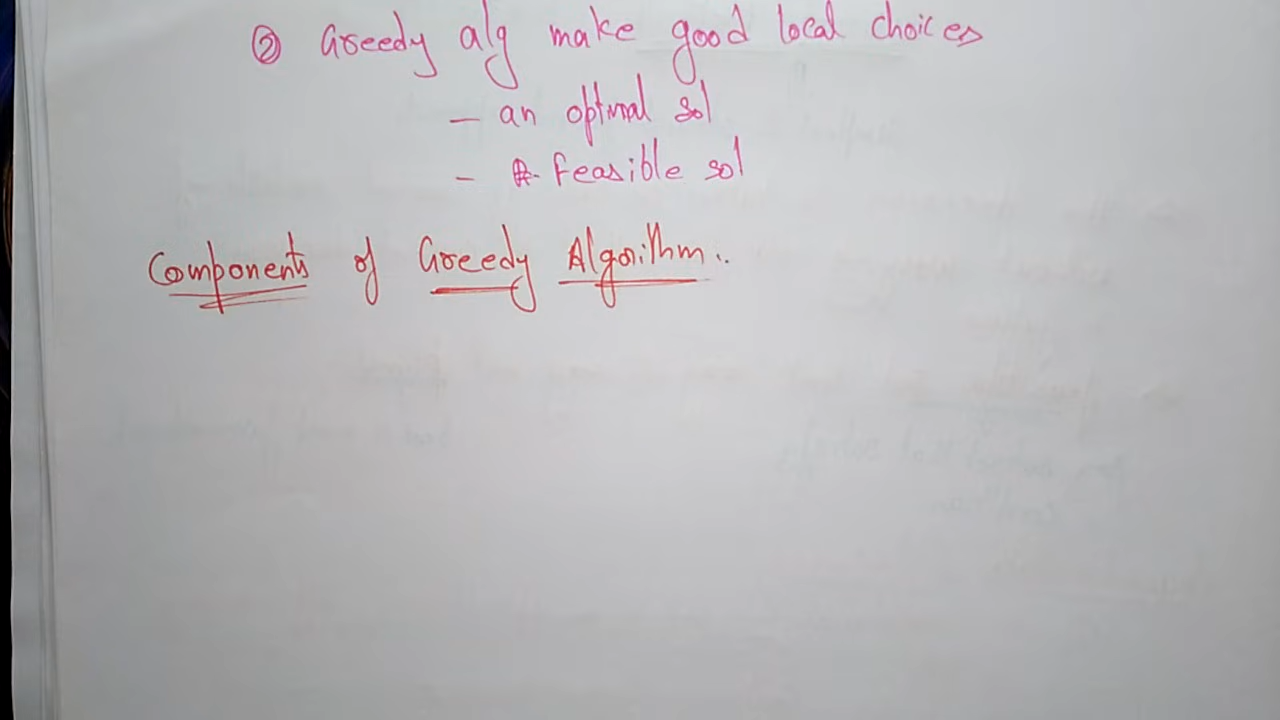 ② Greedy alg make good local choices
- an optimal sol
- feasible sol
Components of Greedy Algorithm..